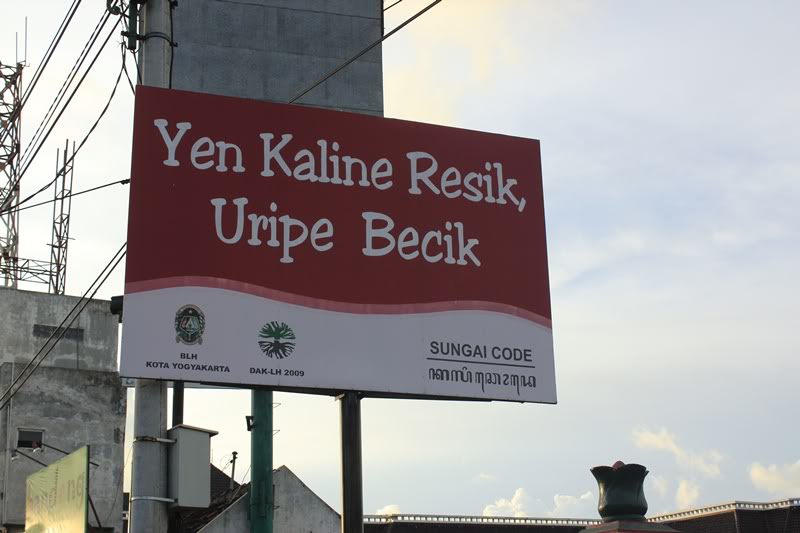 Yen Kaline Resik,
Uripe Becik
BLH
KOTA YOGYAKARTA
DAK-LH 2009
SUNGAI CODE